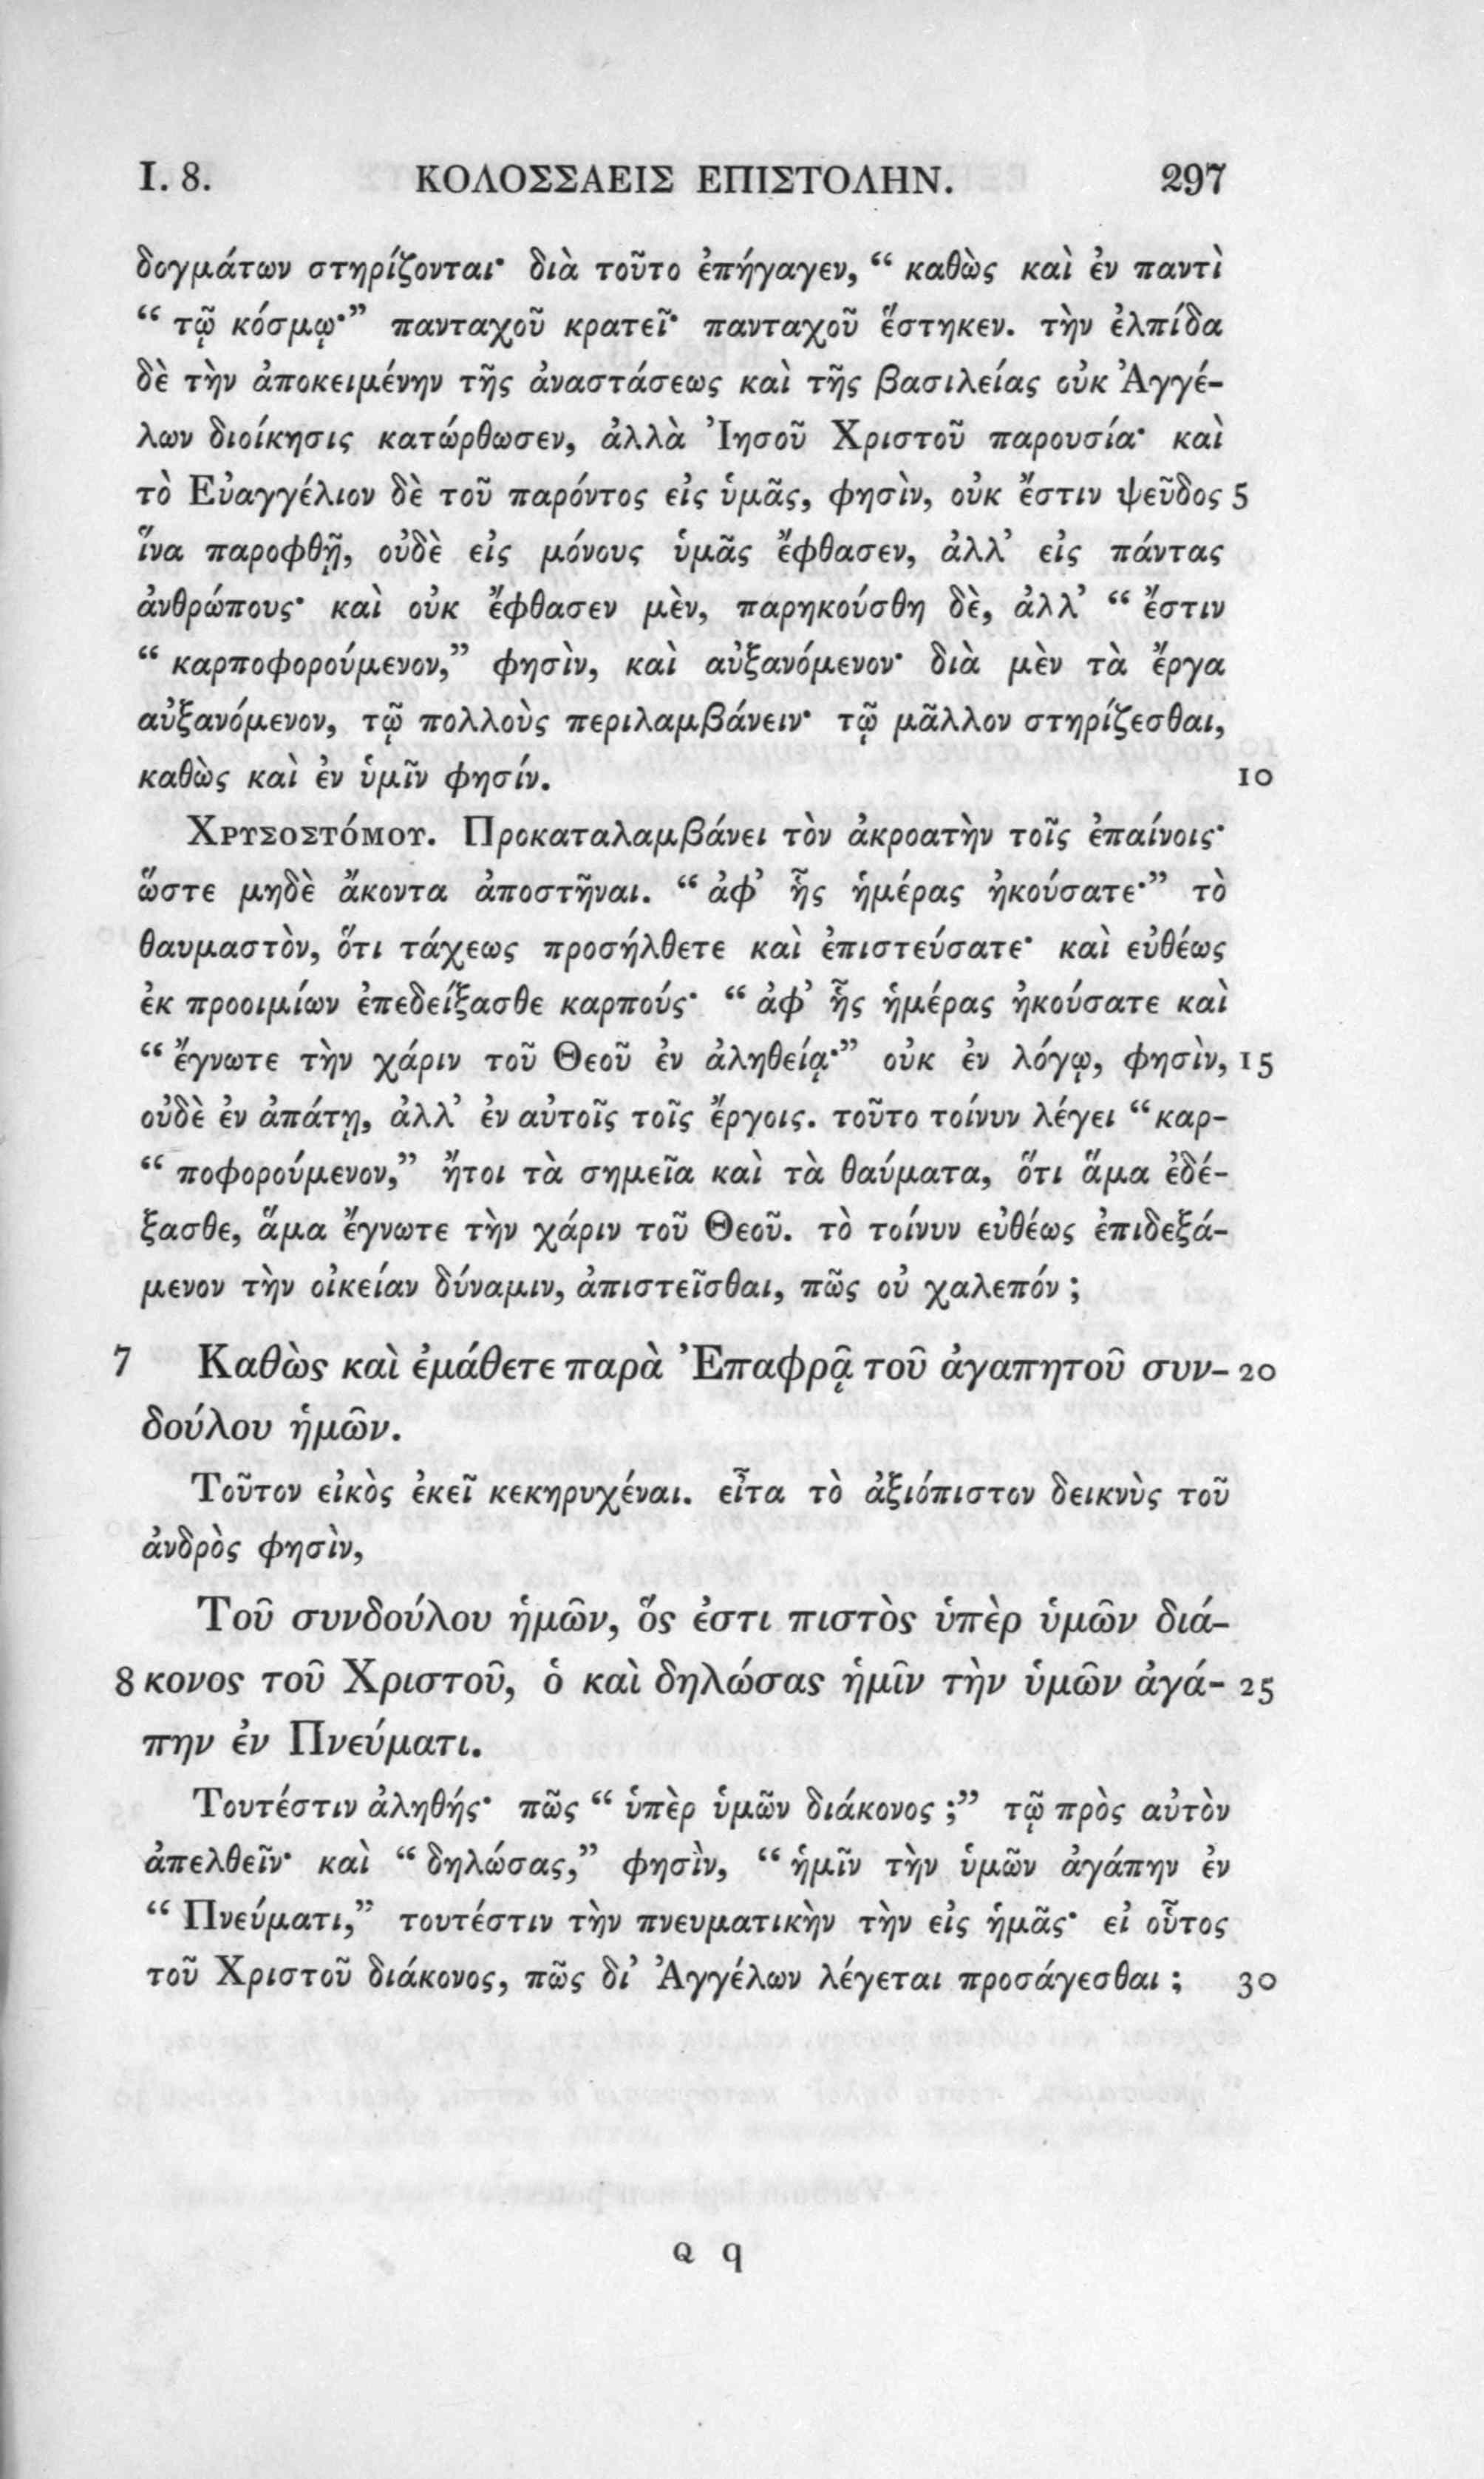 I. 8. ΚΟΛΟΣΣΑΕΙΣ ΕΠΙΣΤΟΛΗΝ. 297
δογμάτων στηρίζονται· διὰ τοῦτο ἐπήγαγεν, “ καθὼς καὶ ἐν παντὶ
“ τῷ κόσμῳ·” πανταχοῦ κρατεῖ· πανταχοῦ ἕστηκεν. τὴν ἐλπίδα
δὲ τὴν ἀποκειμένην τῆς ἀναστάσεως καὶ τῆς βασιλείας οὐκ Ἀγγέ-
λων διοίκησις κατώρθωσεν, ἀλλὰ Ἰησοῦ Χριστοῦ παρουσία· καὶ
τὸ Εὐαγγέλιον δὲ τοῦ παρόντος εἰς ὑμᾶς, φησὶν, οὐκ ἔστιν ψεῦδος 5
ἵνα παροφθῇ, οὐδὲ εἰς μόνους ὑμᾶς ἔφθασεν, ἀλλ’ εἰς πάντας
ἀνθρώπους· καὶ οὐκ ἔφθασεν μὲν, παρηκούσθη δὲ, ἀλλ’ “ ἔστιν
“ καρποφορούμενον,” φησὶν, καὶ αὐξανόμενον· διὰ μὲν τὰ ἔργα
αὐξανόμενον, τῷ πολλοὺς περιλαμβάνειν· τῷ μᾶλλον στηρίζεσθαι,
καθὼς καὶ ἐν ὑμῖν φησίν. 10
Χρυσοστόμου. Προκαταλαμβάνει τὸν ἀκροατὴν τοῖς ἐπαίνοις·
ὥστε μηδὲ ἄκοντα ἀποστῆναι. “ ἀφ’ ἧς ἡμέρας ἠκούσατε·” τὸ
θαυμαστὸν, ὅτι τάχεως προσήλθετε καὶ ἐπιστεύσατε· καὶ εὐθέως
ἐκ προοιμίων ἐπεδείξασθε καρπούς· “ ἀφ’ ἧς ἡμέρας ἠκούσατε καὶ
“ ἔγνωτε τὴν χάριν τοῦ Θεοῦ ἐν ἀληθείᾳ·” οὐκ ἐν λόγῳ, φησὶν, 15
οὐδὲ ἐν ἀπάτῃ, ἀλλ’ ἐν αὐτοῖς τοῖς ἔργοις. τοῦτο τοίνυν λέγει “ καρ-
“ ποφορούμενον,” ἤτοι τὰ σημεῖα καὶ τὰ θαύματα, ὅτι ἅμα ἐδέ-
ξασθε, ἅμα ἔγνωτε τὴν χάριν τοῦ Θεοῦ. τὸ τοίνυν εὐθέως ἐπιδεξά-
μενον τὴν οἰκείαν δύναμιν, ἀπιστεῖσθαι, πῶς οὐ χαλεπόν ;
7 Καθὼς καὶ ἐμάθετε παρὰ Ἐπαφρᾷ τοῦ ἀγαπητοῦ συν- 20
δούλου ἡμῶν.
Τοῦτον εἰκὸς ἐκεῖ κεκηρυχέναι. εἶτα τὸ ἀξιόπιστον δεικνὺς τοῦ
ἀνδρὸς φησὶν,
Τοῦ συνδούλου ἡμῶν, ὅς ἐστι πιστὸς ὑπὲρ ὑμῶν διά-
8 κονος τοῦ Χριστοῦ, ὁ καὶ δηλώσας ἡμῖν τὴν ὑμῶν ἀγά- 25
πην ἐν Πνεύματι.
Τουτέστιν ἀληθής· πῶς “ ὑπὲρ ὑμῶν διάκονος ;” τῷ πρὸς αὐτὸν
ἀπελθεῖν· καὶ “ δηλώσας,” φησὶν, “ ἡμῖν τὴν ὑμῶν ἀγάπην ἐν
“ Πνεύματι,” τουτέστιν τὴν πνευματικὴν τὴν εἰς ἡμᾶς· εἰ οὗτος
τοῦ Χριστοῦ διάκονος, πῶς δι’ Ἀγγέλων λέγεται προσάγεσθαι ; 30
Q q